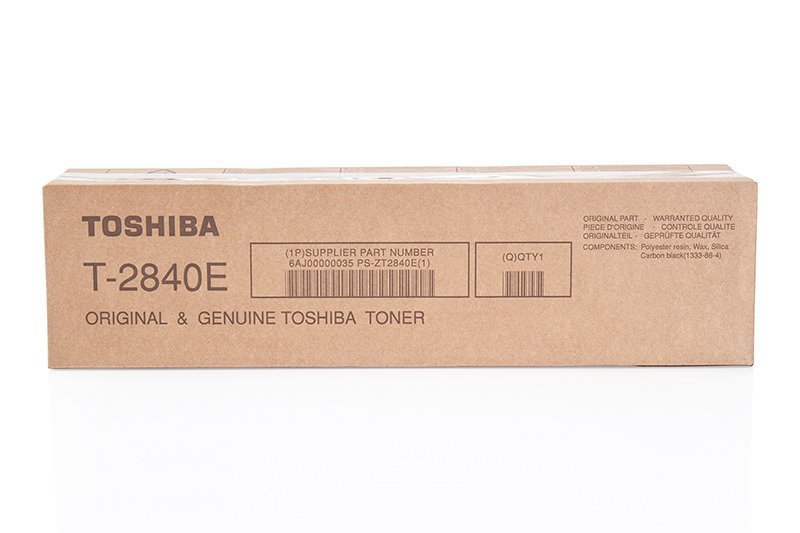 TOSHIBA
T-2840E
ORIGINAL & GENUINE TOSHIBA TONER
(1P)SUPPLIER PART NUMBER
6AJ00000035 PS-ZT2840E(1)
(Q)QTY1
ORIGINAL PART - WARRANTED QUALITY
PIECE D'ORIGINE - CONTROLE QUALITE
ORIGINALTEIL - GEPRÜFTE QUALITÄT
COMPONENTS: Polyester resin, Wax, Silica
Carbon black(1333-86-4)